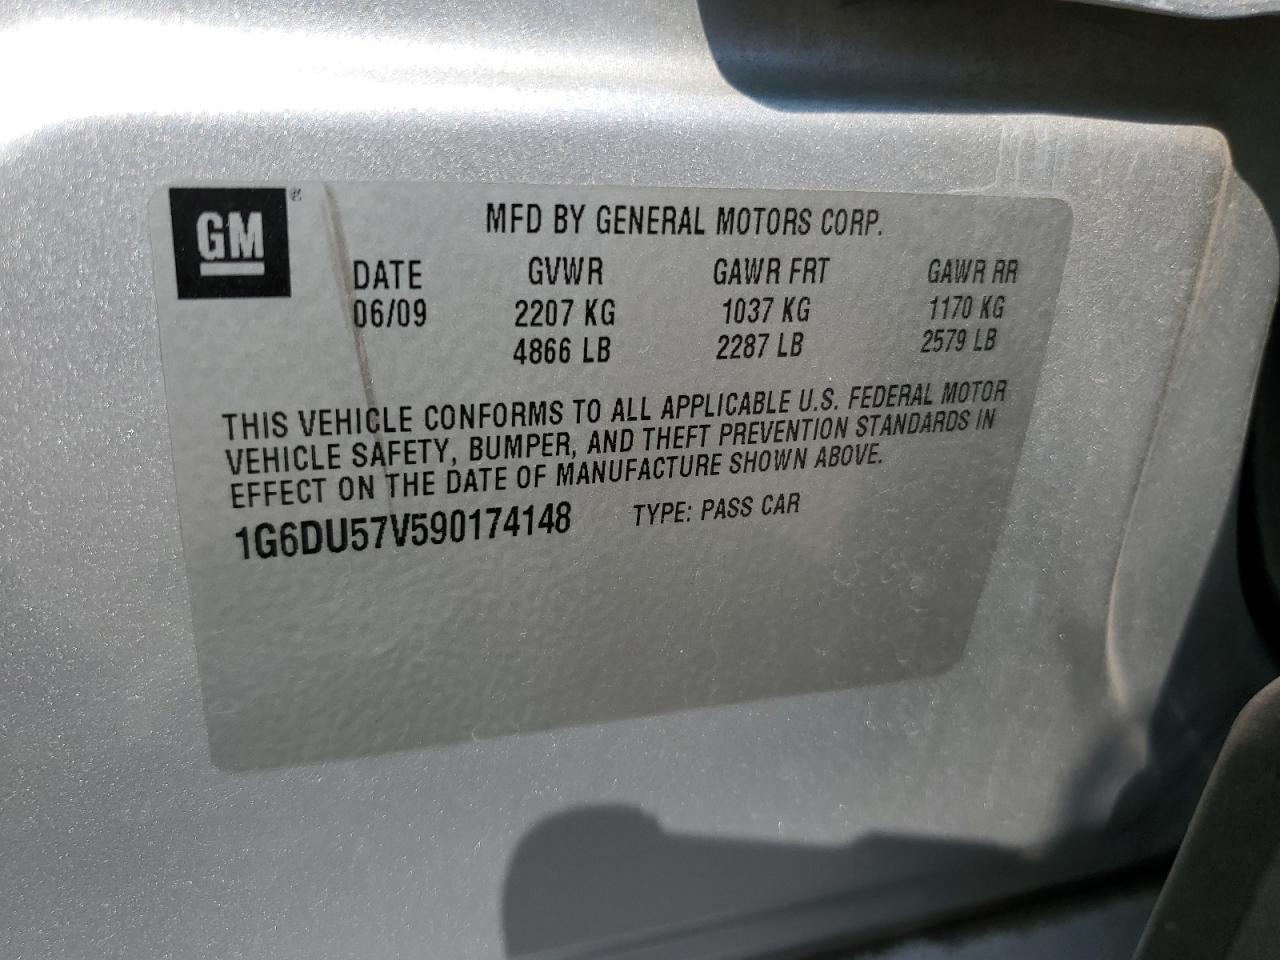 GM ®
MFD BY GENERAL MOTORS CORP.
DATE GVWR GAWR FRT GAWR RR
06/09 2207 KG 1037 KG 1170 KG
4866 LB 2287 LB 2579 LB
THIS VEHICLE CONFORMS TO ALL APPLICABLE U.S. FEDERAL MOTOR
VEHICLE SAFETY, BUMPER, AND THEFT PREVENTION STANDARDS IN
EFFECT ON THE DATE OF MANUFACTURE SHOWN ABOVE.
1G6DU57V590174148 TYPE: PASS CAR